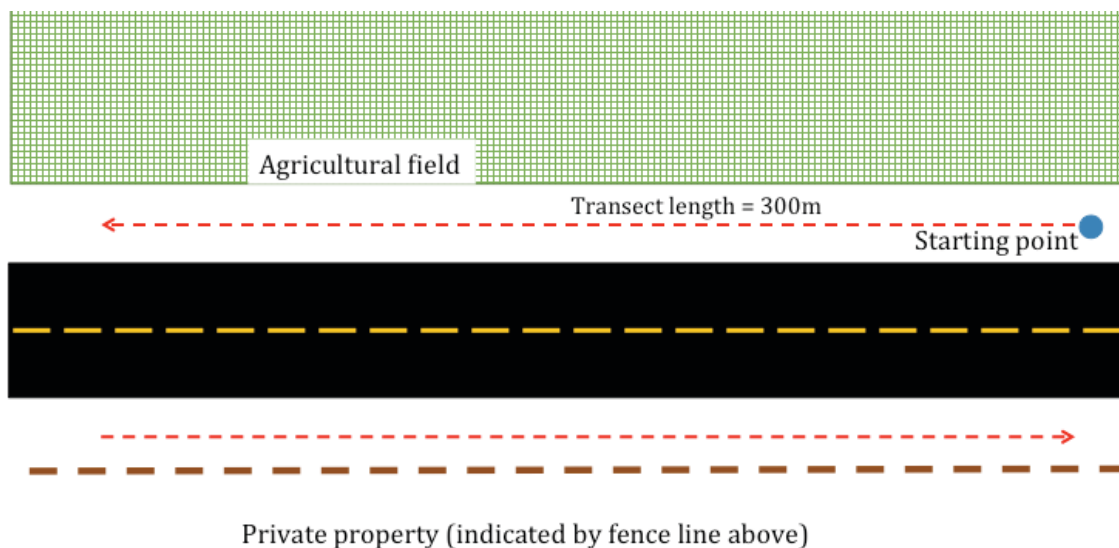 Agricultural field
Transect length = 300m
Starting point
Private property (indicated by fence line above)